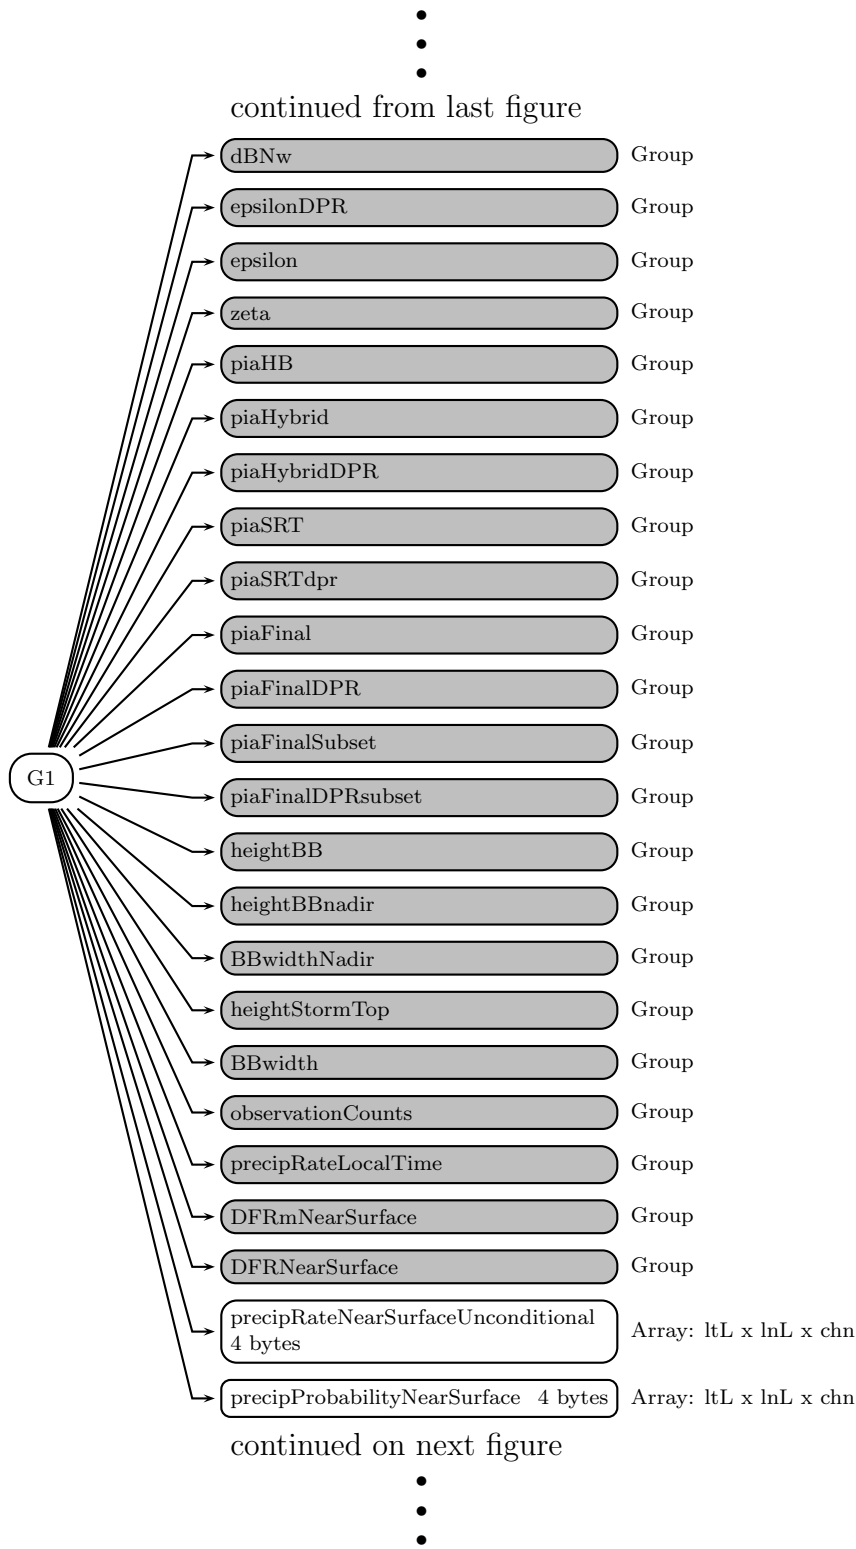 continued from last figure
dBNw Group
epsilonDPR Group
epsilon Group
zeta Group
piaHB Group
piaHybrid Group
piaHybridDPR Group
piaSRT Group
piaSRTdpr Group
piaFinal Group
piaFinalDPR Group
piaFinalSubset Group
G1
piaFinalDPRsubset Group
heightBB Group
heightBBnadir Group
BBwidthNadir Group
heightStormTop Group
BBwidth Group
observationCounts Group
precipRateLocalTime Group
DFRmNearSurface Group
DFRNearSurface Group
precipRateNearSurfaceUnconditional
4 bytes Array: ltL x lnL x chn
precipProbabilityNearSurface 4 bytes Array: ltL x lnL x chn
continued on next figure